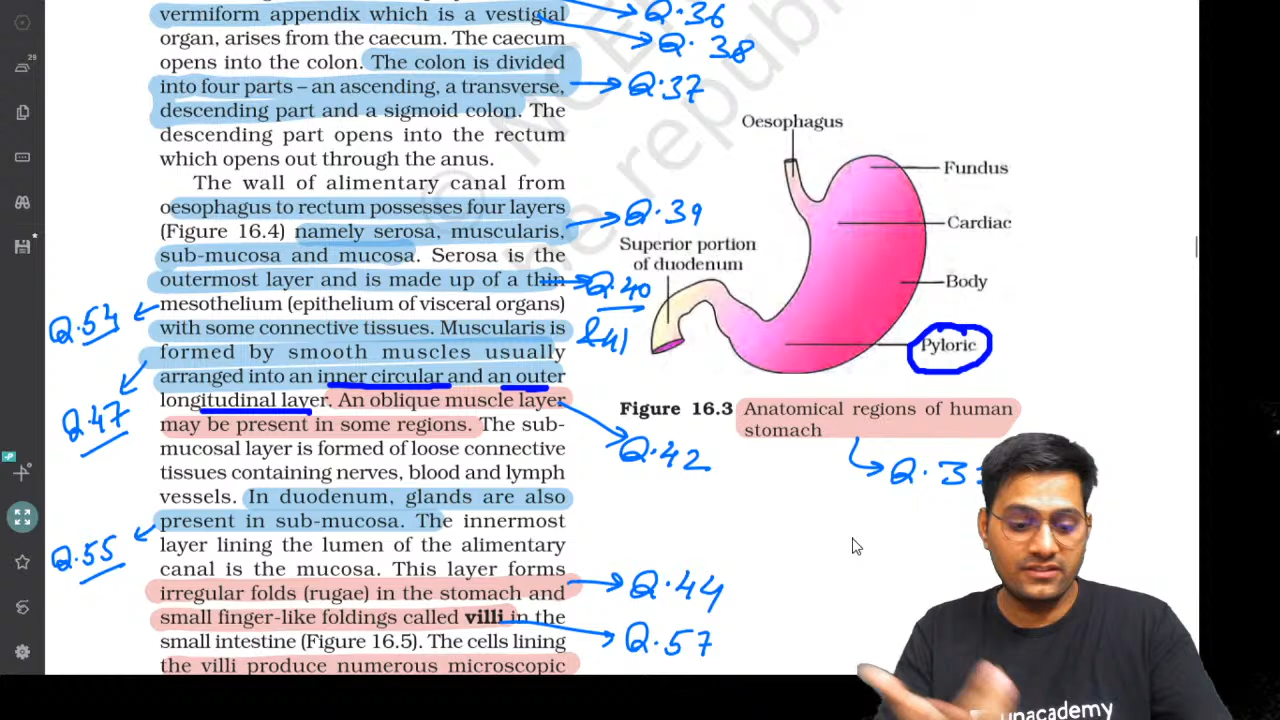 vermiform appendix which is a vestigial
organ, arises from the caecum. The caecum
opens into the colon. The colon is divided
into four parts – an ascending, a transverse,
descending part and a sigmoid colon. The
descending part opens into the rectum
which opens out through the anus.
The wall of alimentary canal from
oesophagus to rectum possesses four layers
(Figure 16.4) namely serosa, muscularis,
sub-mucosa and mucosa. Serosa is the
outermost layer and is made up of a thin
mesothelium (epithelium of visceral organs)
with some connective tissues. Muscularis is
formed by smooth muscles usually
arranged into an inner circular and an outer
longitudinal layer. An oblique muscle layer
may be present in some regions. The sub-
mucosal layer is formed of loose connective
tissues containing nerves, blood and lymph
vessels. In duodenum, glands are also
present in sub-mucosa. The innermost
layer lining the lumen of the alimentary
canal is the mucosa. This layer forms
irregular folds (rugae) in the stomach and
small finger-like foldings called villi in the
small intestine (Figure 16.5). The cells lining
the villi produce numerous microscopic
Q.36
Q.38
Q.37
Q.39
Q.40
&41
Q.42
Q.44
Q.57
Q.54
Q.47
Q.55
Oesophagus
Fundus
Cardiac
Superior portion
of duodenum
Body
Pyloric
Figure 16.3 Anatomical regions of human
stomach
29
unacademy